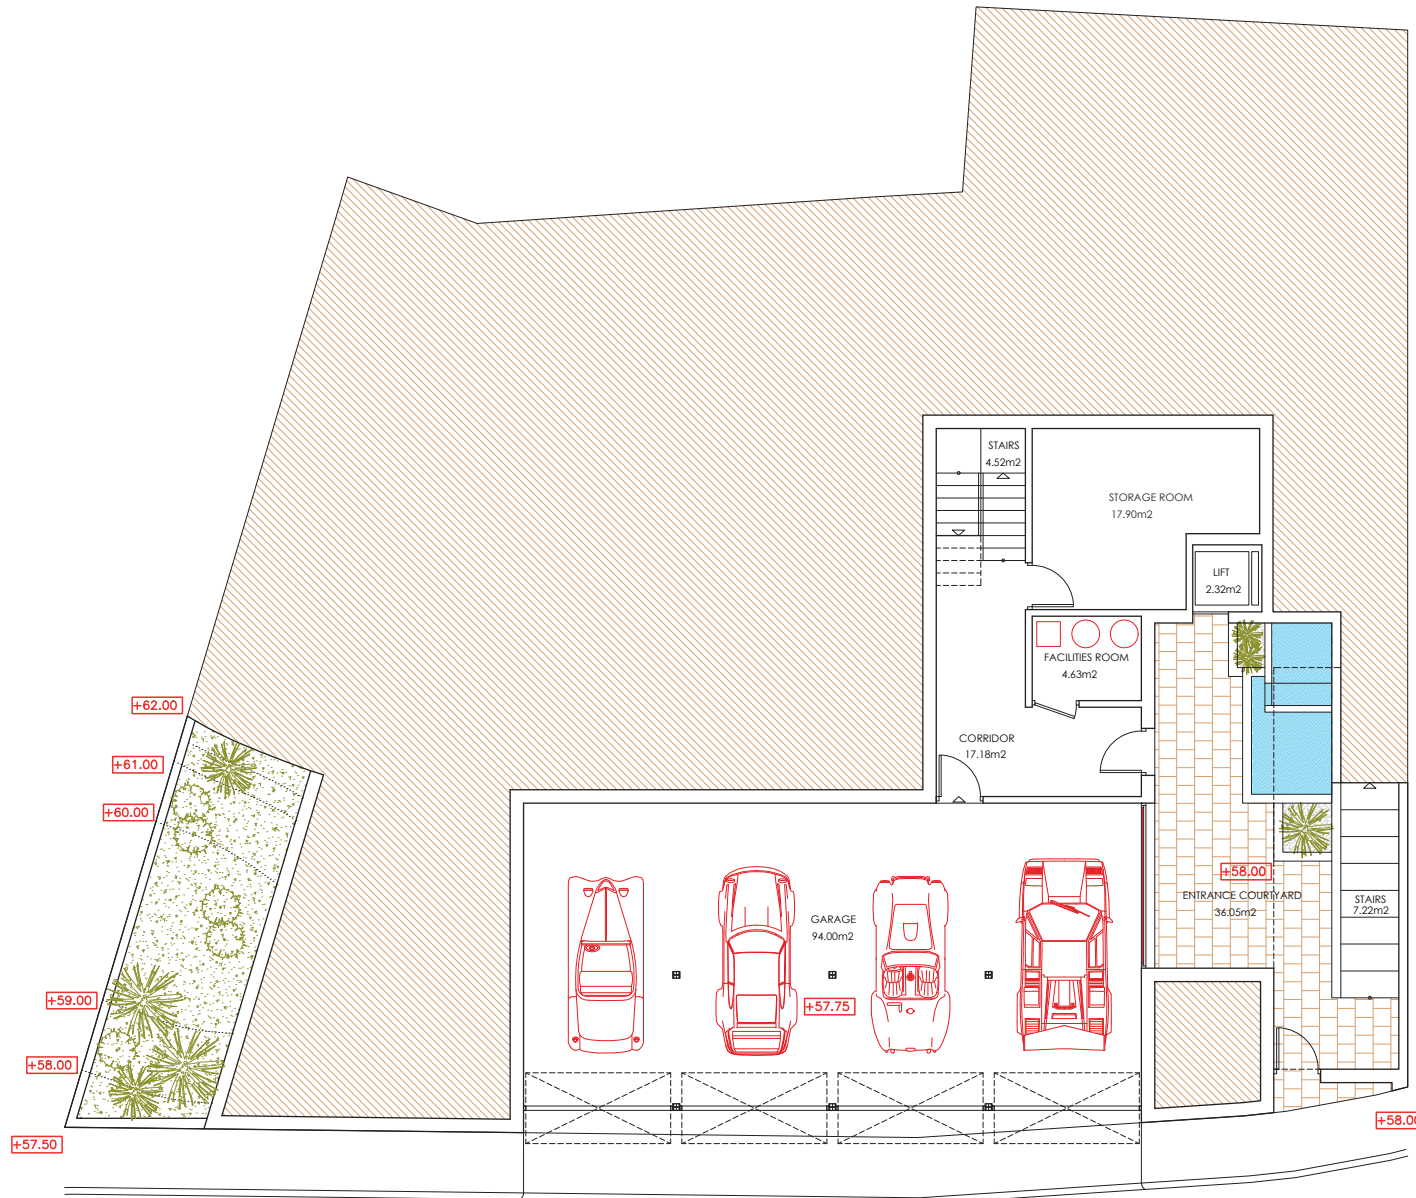 STAIRS
4.52m2
STORAGE ROOM
17.90m2
LIFT
2.32m2
FACILITIES ROOM
4.63m2
+62.00
CORRIDOR
17.18m2
+61.00
+60.00
+58.00
ENTRANCE COURTYARD
36.05m2
STAIRS
7.22m2
GARAGE
94.00m2
+59.00
+57.75
+58.00
+58.00
+57.50